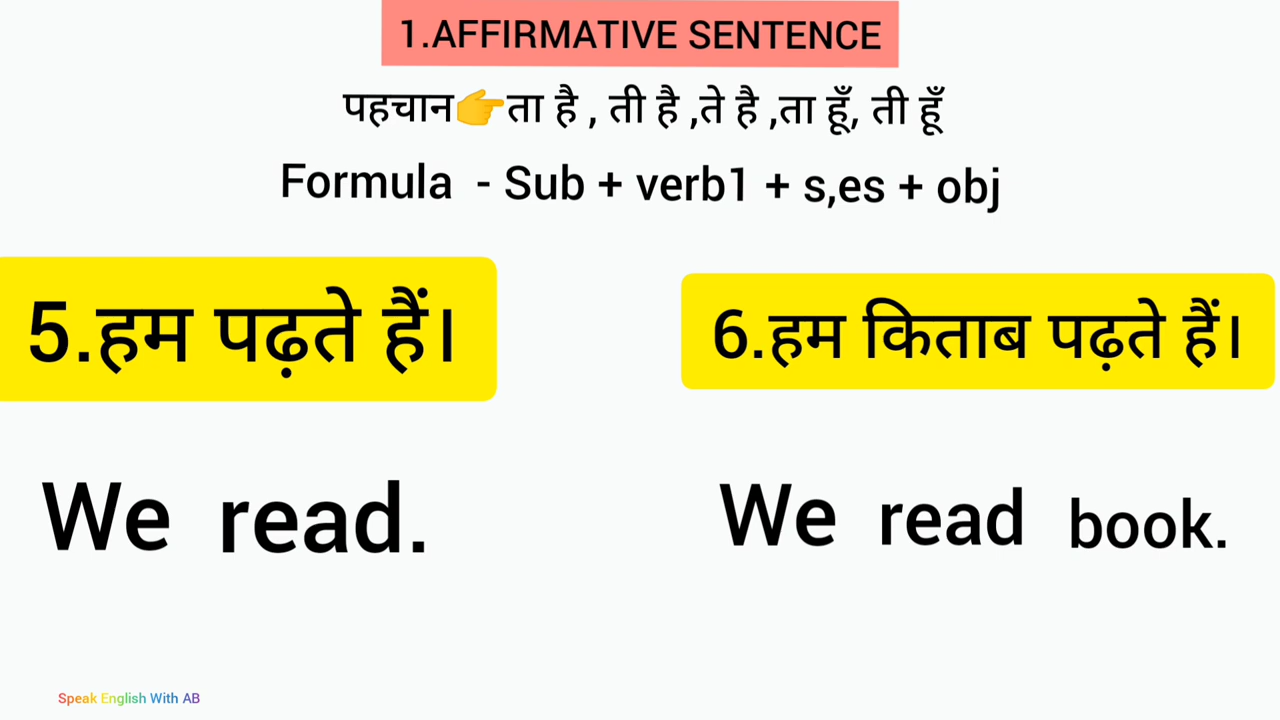 1.AFFIRMATIVE SENTENCE
पहचान👉ता है , ती है ,ते है ,ता हूँ, ती हूँ
Formula - Sub + verb1 + s,es + obj
5.हम पढ़ते हैं।
6.हम किताब पढ़ते हैं।
We read.
We read book.
Speak English With AB